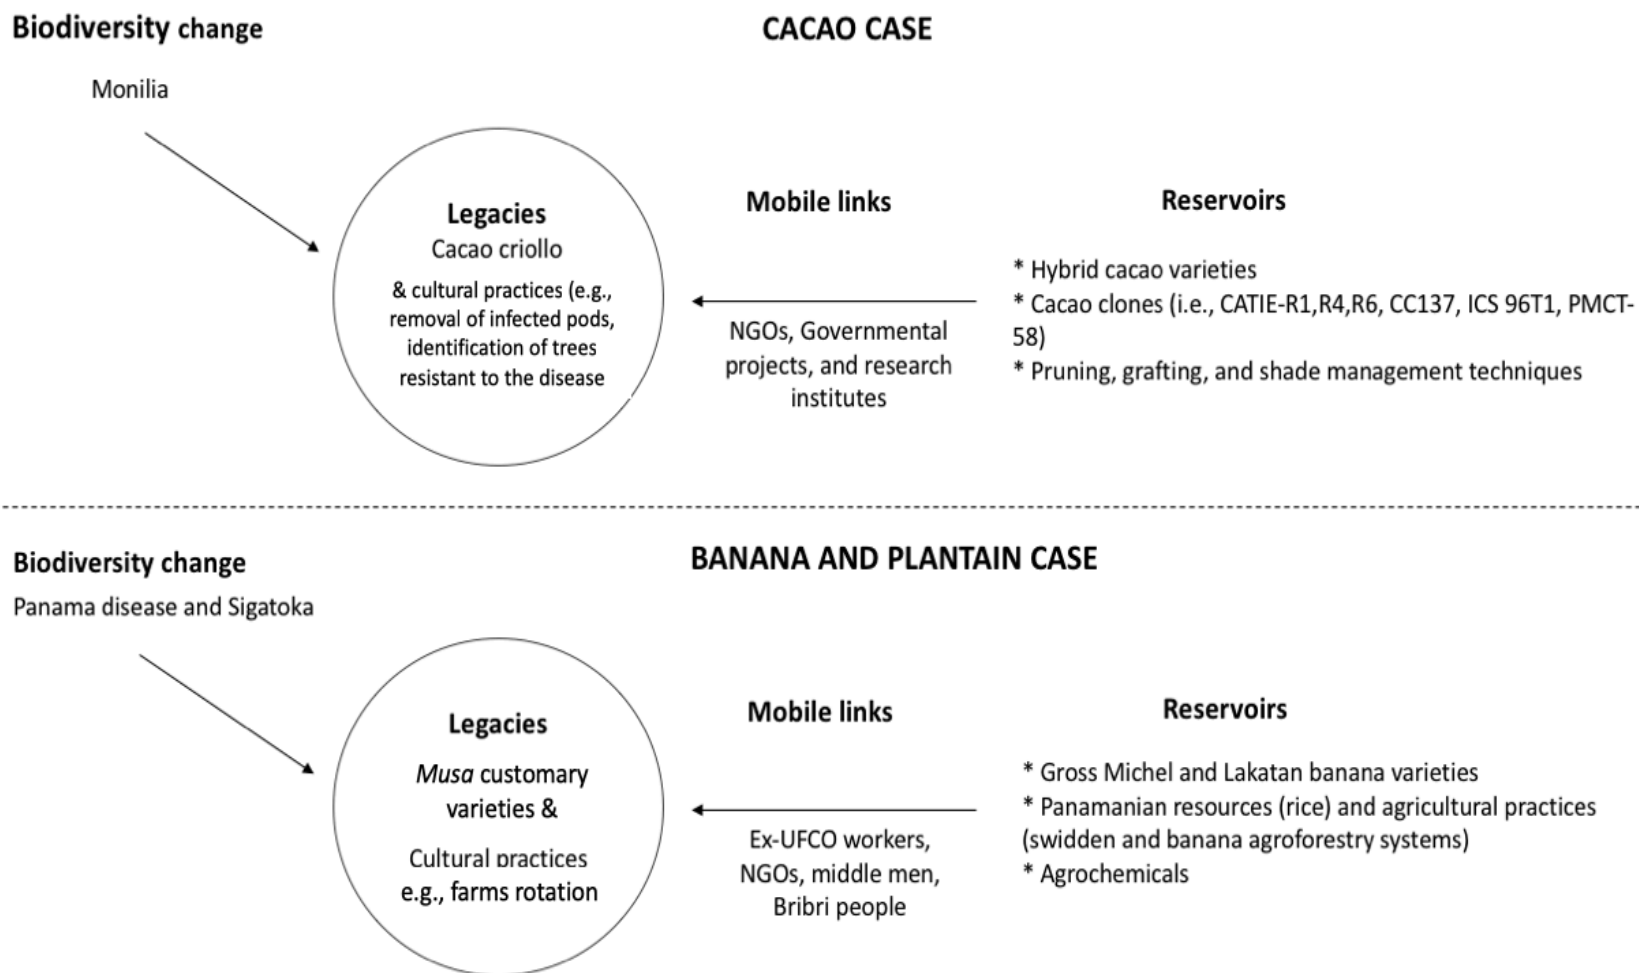 Biodiversity change
CACAO CASE
Monilia
Legacies
Cacao criollo
& cultural practices (e.g.,
removal of infected pods,
identification of trees
resistant to the disease
Mobile links
NGOs, Governmental
projects, and research
institutes
Reservoirs
* Hybrid cacao varieties
* Cacao clones (i.e., CATIE-R1,R4,R6, CC137, ICS 96T1, PMCT-
58)
* Pruning, grafting, and shade management techniques
Biodiversity change
BANANA AND PLANTAIN CASE
Panama disease and Sigatoka
Legacies
Musa customary
varieties &
Cultural practices
e.g., farms rotation
Mobile links
Ex-UFCO workers,
NGOs, middle men,
Bribri people
Reservoirs
* Gross Michel and Lakatan banana varieties
* Panamanian resources (rice) and agricultural practices
(swidden and banana agroforestry systems)
* Agrochemicals